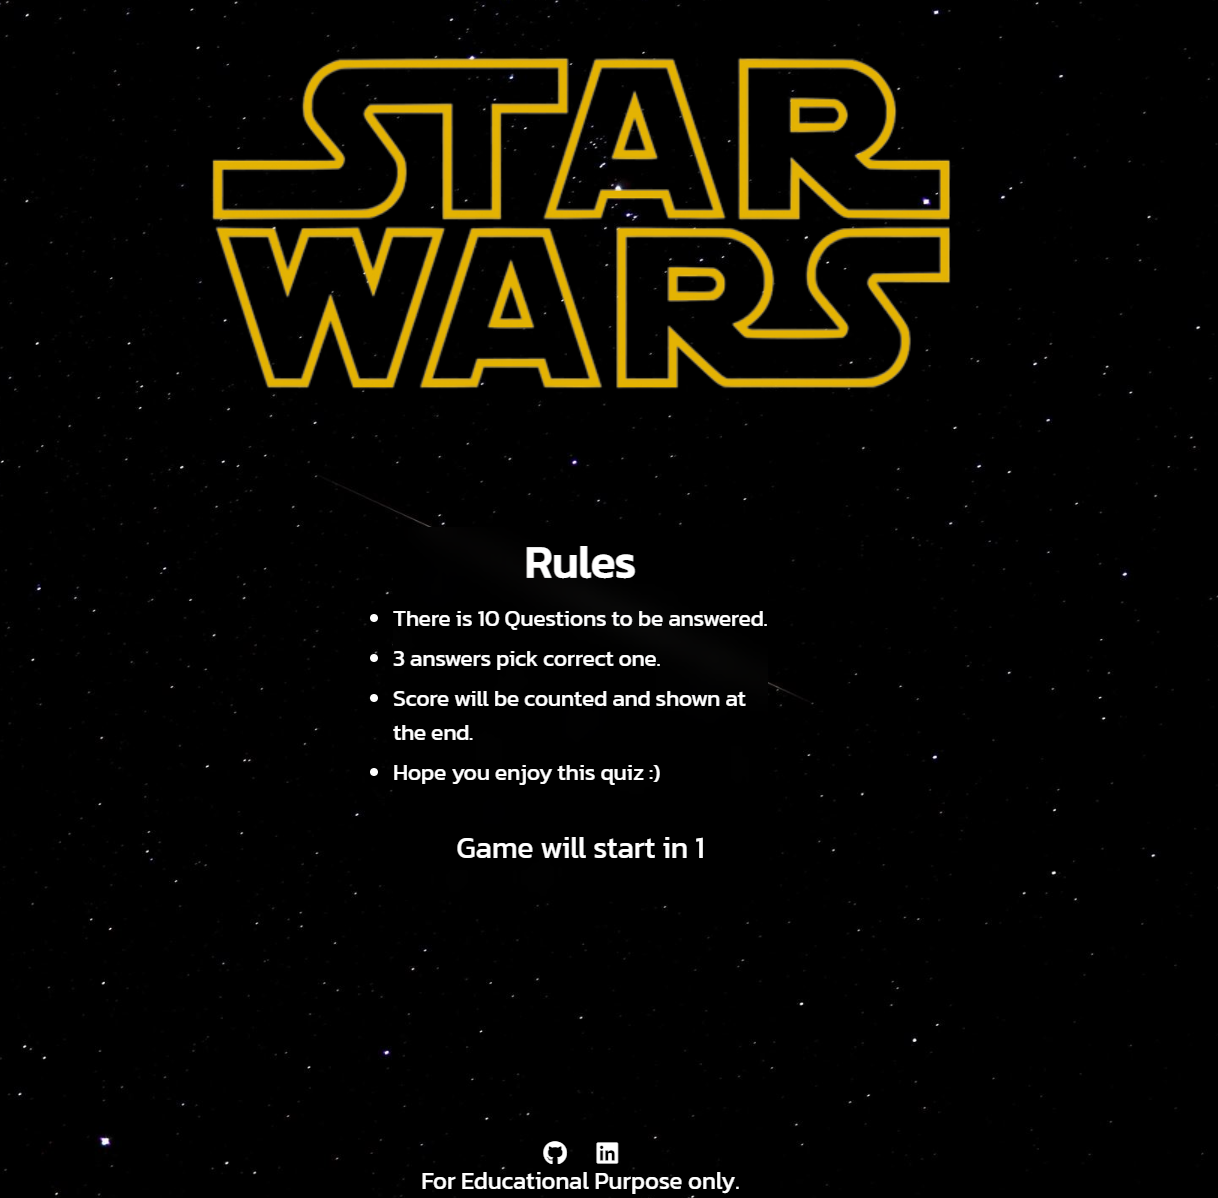 STAR
WARS
Rules
There is 10 Questions to be answered.
3 answers pick correct one.
Score will be counted and shown at
the end.
Hope you enjoy this quiz :)
Game will start in 1
in
For Educational Purpose only.